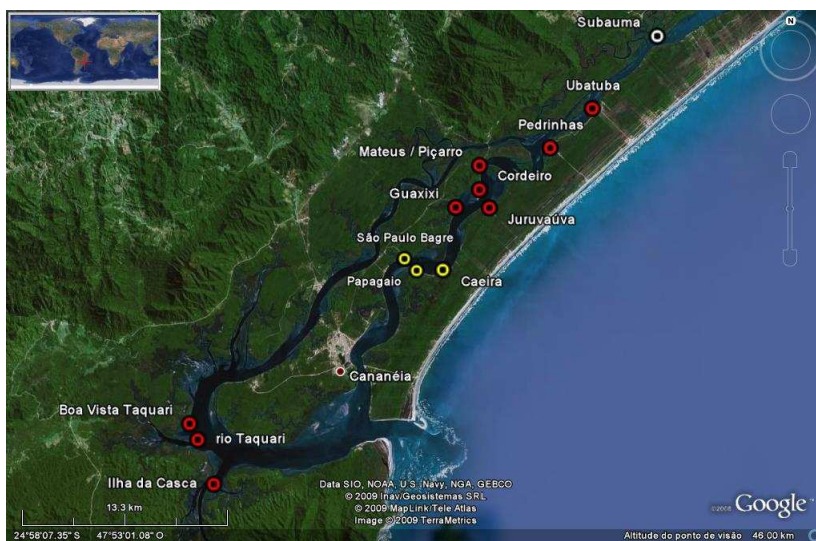 Subauma
N
Ubatuba
Pedrinhas
Mateus / Piçarro
Cordeiro
Guaxixi
Juruvaúva
São Paulo Bagre
Papagaio
Caeira
Cananéia
Boa Vista Taquari
rio Taquari
Ilha da Casca
13.3 km
Data SIO, NOAA, U.S. Navy, NGA, GEBCO
© 2009 Inav/Geosistemas SRL
© 2009 MapLink/Tele Atlas
Image © 2009 TerraMetrics
Google
24°58'07.35" S 47°53'01.08" O
Altitude do ponto de visão 46.00 km